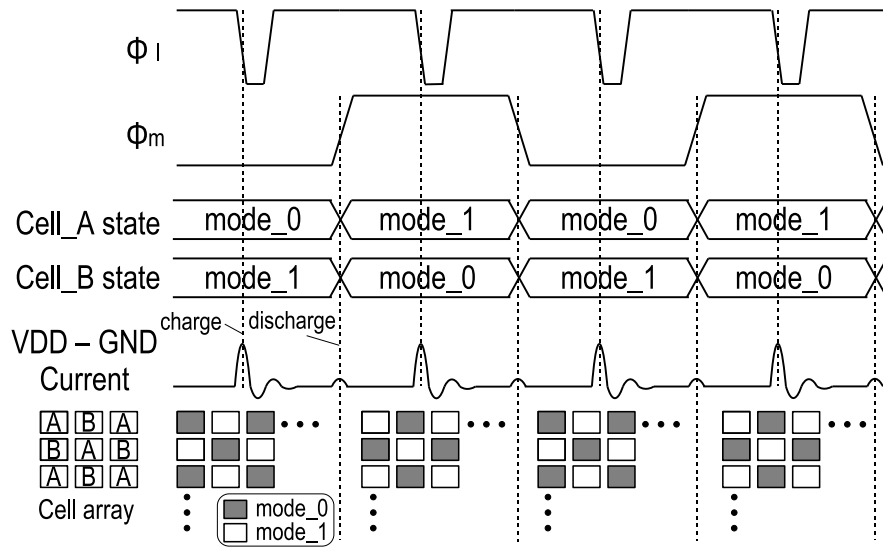 Φ l
Φm
Cell_A state mode_0 mode_1 mode_0 mode_1
Cell_B state mode_1 mode_0 mode_1 mode_0
charge discharge
VDD – GND
Current
A B A
B A B
A B A
Cell array
mode_0
mode_1